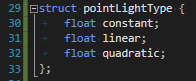 29 struct pointLightType {
30 float constant;
31 float linear;
32 float quadratic;
33 };